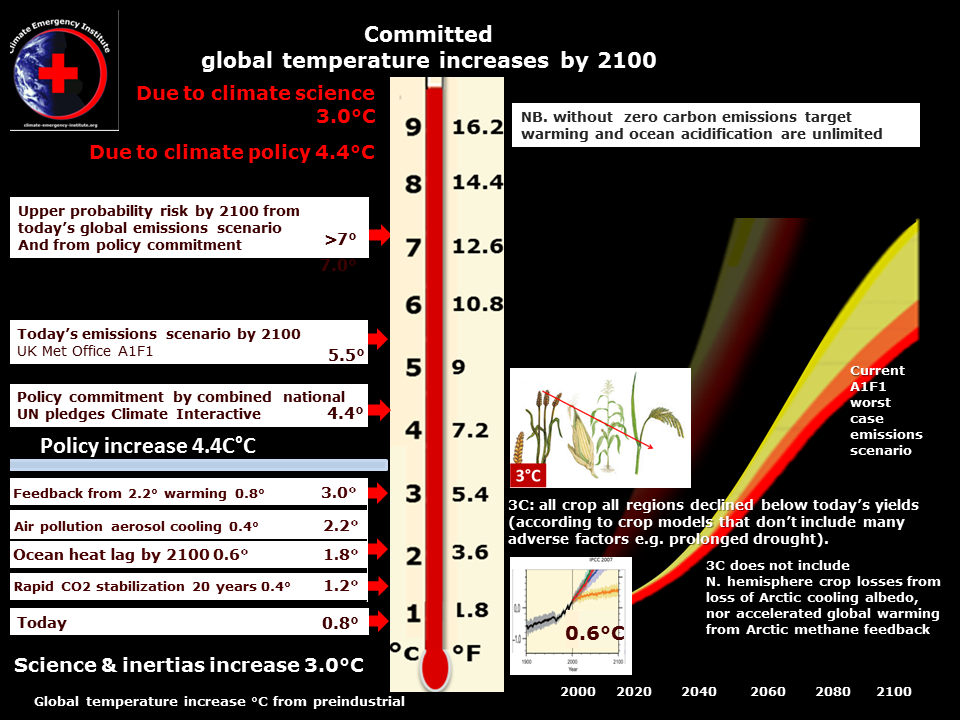 Climate Emergency Institute
climate-emergency-institute.org
Committed
global temperature increases by 2100
Due to climate science
3.0°C
Due to climate policy 4.4°C
NB. without zero carbon emissions target
warming and ocean acidification are unlimited
Upper probability risk by 2100 from
today's global emissions scenario
And from policy commitment >7°
7.0°
Today's emissions scenario by 2100
UK Met Office A1F1
5.5°
Policy commitment by combined national
UN pledges Climate Interactive 4.4°
Policy increase 4.4C°C
Feedback from 2.2° warming 0.8° 3.0°
Air pollution aerosol cooling 0.4° 2.2°
Ocean heat lag by 2100 0.6° 1.8°
Rapid CO2 stabilization 20 years 0.4° 1.2°
Today 0.8°
Science & inertias increase 3.0°C
Global temperature increase °C from preindustrial
9 16.2
8 14.4
7 12.6
6 10.8
5 9
4 7.2
3 5.4
2 3.6
1 1.8
°C °F
Current
A1F1
worst
case
emissions
scenario
3°C
3C: all crop all regions declined below today's yields
(according to crop models that don't include many
adverse factors e.g. prolonged drought).
3C does not include
N. hemisphere crop losses from
loss of Arctic cooling albedo,
nor accelerated global warming
from Arctic methane feedback
IPCC 2007
0,0
-1,0
0.6°C
1900 2000 2100
Year
2000 2020 2040 2060 2080 2100